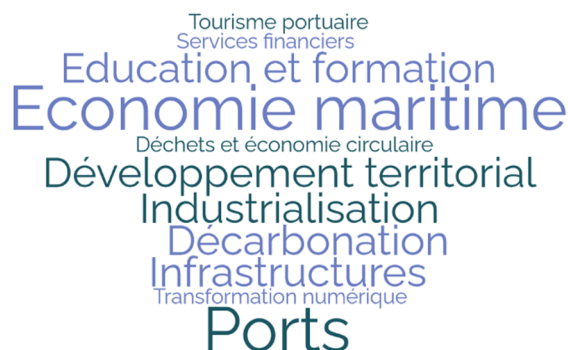 Tourisme portuaire
Services financiers
Education et formation
Economie maritime
Déchets et économie circulaire
Développement territorial
Industrialisation
Décarbonation
Infrastructures
Transformation numérique
Ports